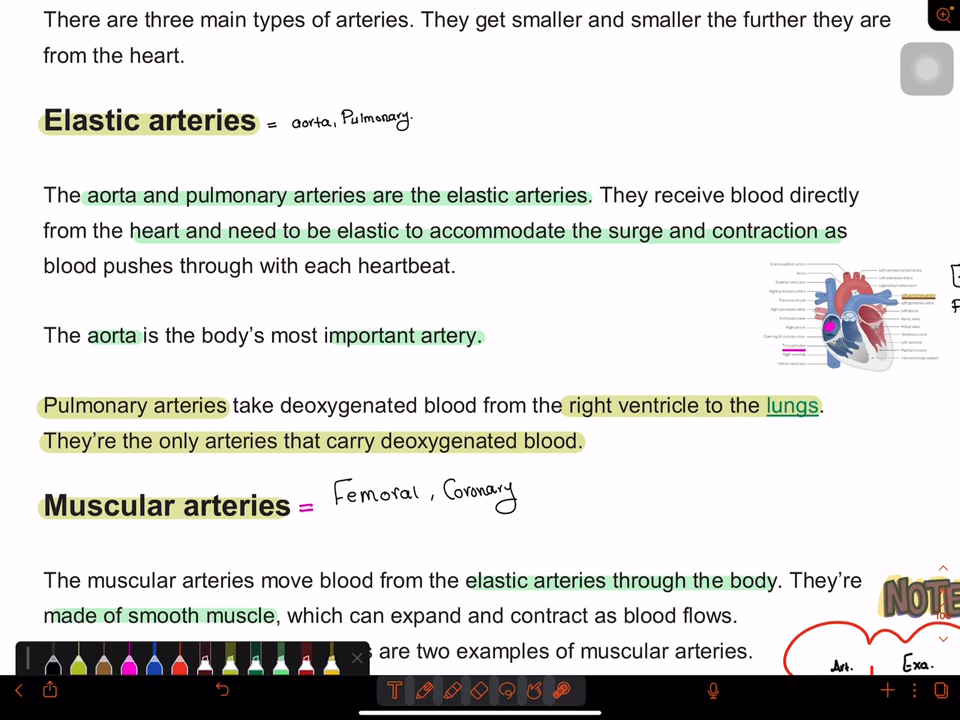 There are three main types of arteries. They get smaller and smaller the further they are
from the heart.
Elastic arteries = aorta, Pulmonary.
The aorta and pulmonary arteries are the elastic arteries. They receive blood directly
from the heart and need to be elastic to accommodate the surge and contraction as
blood pushes through with each heartbeat.
The aorta is the body's most important artery.
Pulmonary arteries take deoxygenated blood from the right ventricle to the lungs.
They're the only arteries that carry deoxygenated blood.
Muscular arteries = Femoral, Coronary
The muscular arteries move blood from the elastic arteries through the body. They're
made of smooth muscle, which can expand and contract as blood flows.
s are two examples of muscular arteries.
NOTE
Art. Exa.